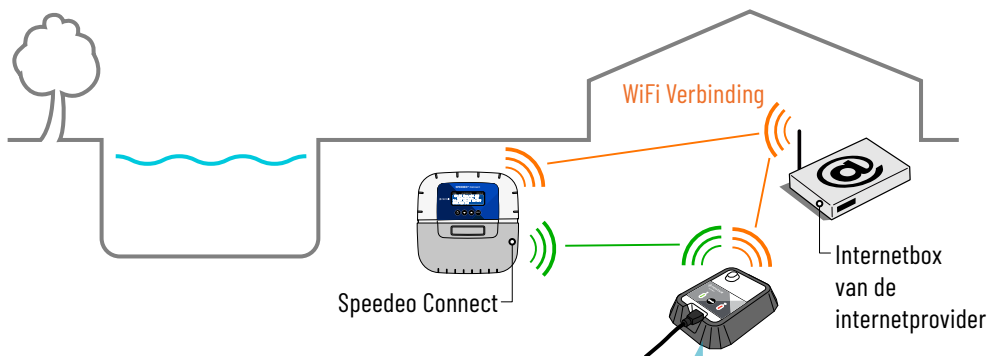 WiFi Verbinding
@
Speedeo Connect
Internetbox
van de
internetprovider